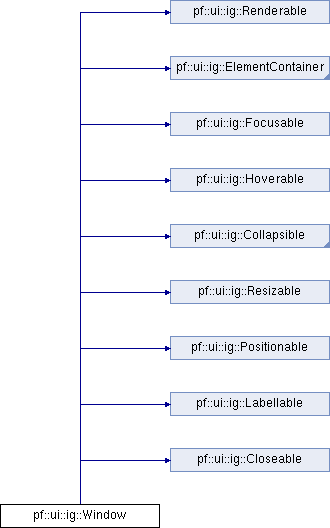 pf::ui::ig::Renderable
pf::ui::ig::ElementContainer
pf::ui::ig::Focusable
pf::ui::ig::Hoverable
pf::ui::ig::Collapsible
pf::ui::ig::Resizable
pf::ui::ig::Positionable
pf::ui::ig::Labellable
pf::ui::ig::Closeable
pf::ui::ig::Window